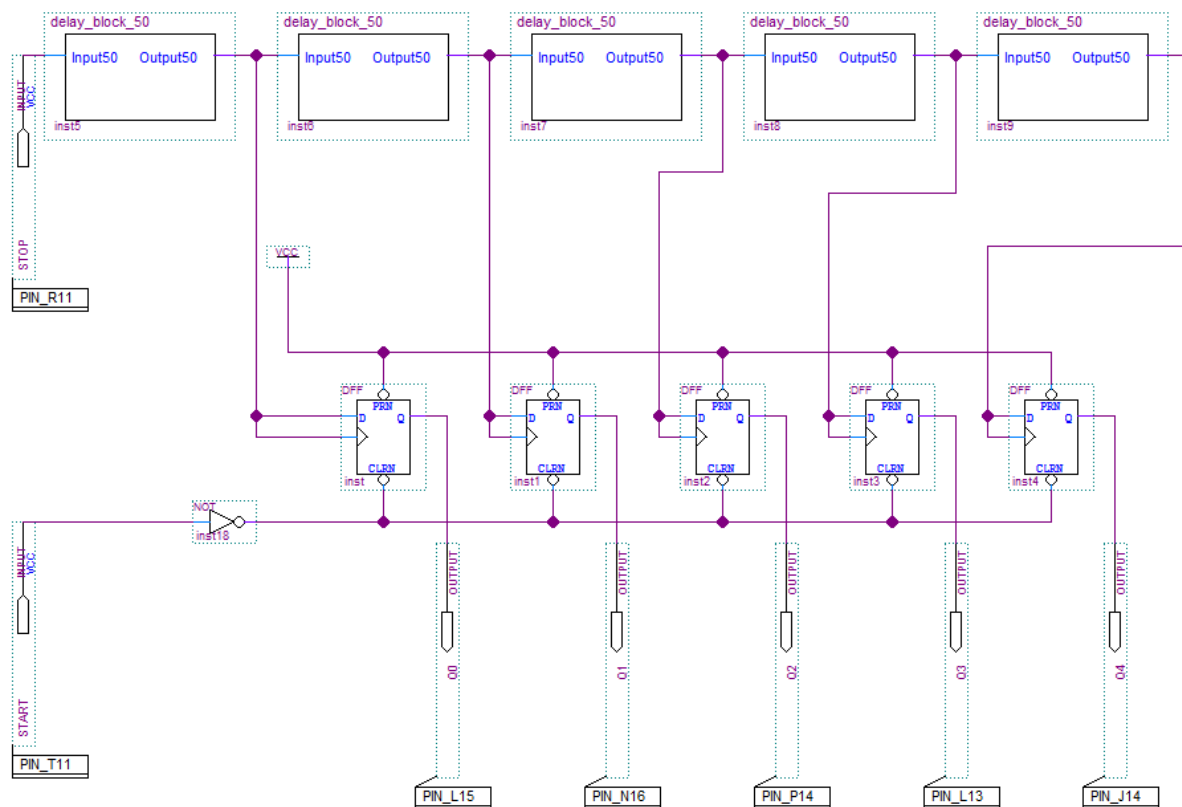 delay_block_50 delay_block_50 delay_block_50 delay_block_50 delay_block_50
Input50 Output50 Input50 Output50 Input50 Output50 Input50 Output50 Input50 Output50
inst5 inst6 inst7 inst8 inst9
INPUT
VCC
STOP
PIN_R11
VCC
DFF DFF DFF DFF DFF
PRN PRN PRN PRN PRN
D Q D Q D Q D Q D Q
CLRN CLRN CLRN CLRN CLRN
inst inst1 inst2 inst3 inst4
NOT
inst18
INPUT
VCC
START
PIN_T11
OUTPUT OUTPUT OUTPUT OUTPUT OUTPUT
Q0 Q1 Q2 Q3 Q4
PIN_L15 PIN_N16 PIN_P14 PIN_L13 PIN_J14